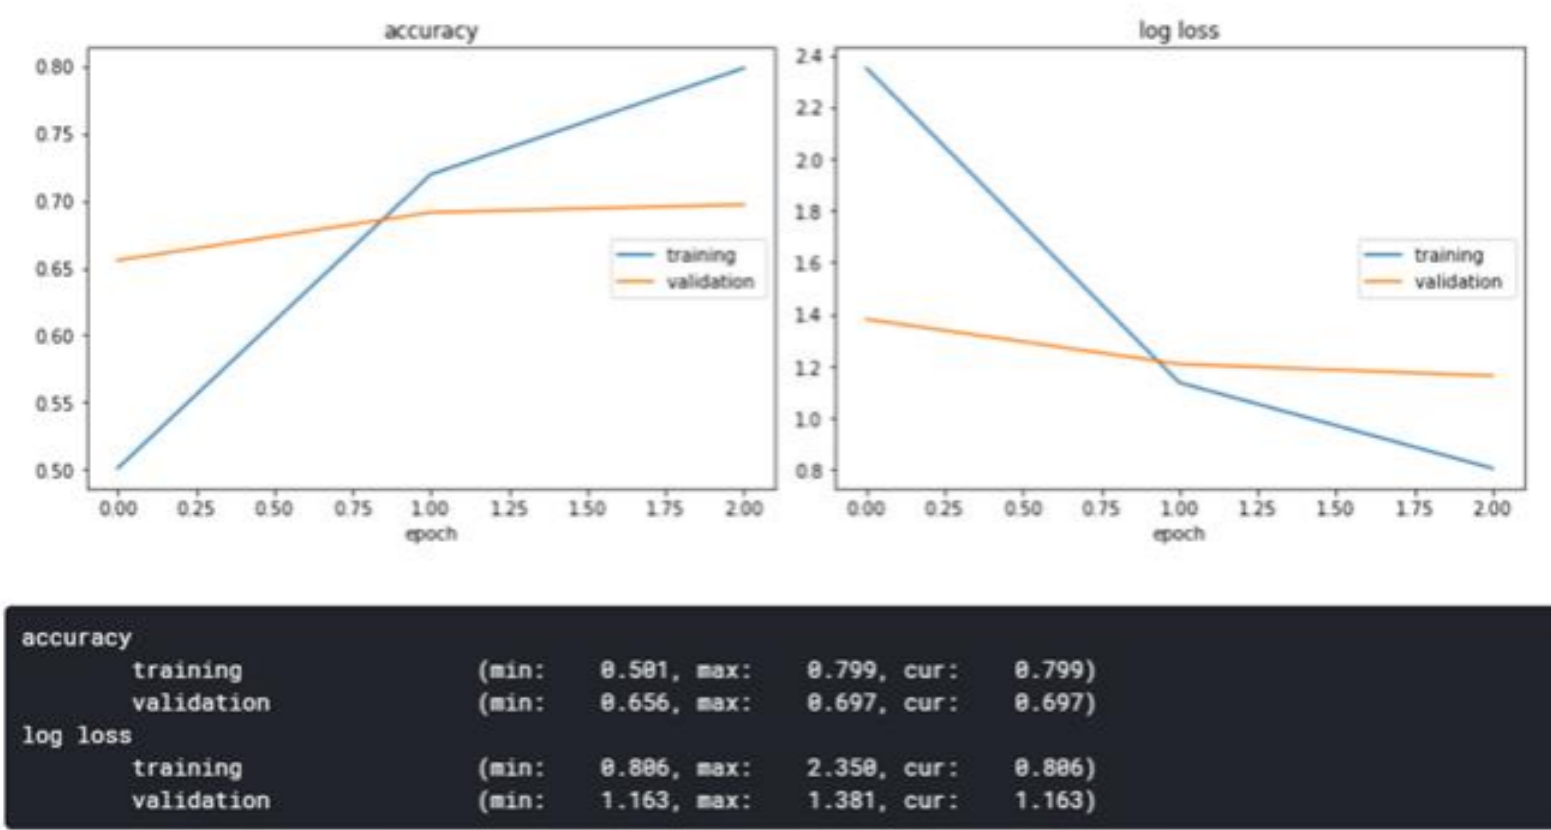 accuracy
0.80
0.75
0.70
0.65
0.60
0.55
0.50
training
validation
0.00 0.25 0.50 0.75 1.00 1.25 1.50 1.75 2.00
epoch
log loss
2.4
2.2
2.0
1.8
1.6
1.4
1.2
1.0
0.8
training
validation
0.00 0.25 0.50 0.75 1.00 1.25 1.50 1.75 2.00
epoch
accuracy
training (min: 0.501, max: 0.799, cur: 0.799)
validation (min: 0.656, max: 0.697, cur: 0.697)
log loss
training (min: 0.806, max: 2.350, cur: 0.806)
validation (min: 1.163, max: 1.381, cur: 1.163)